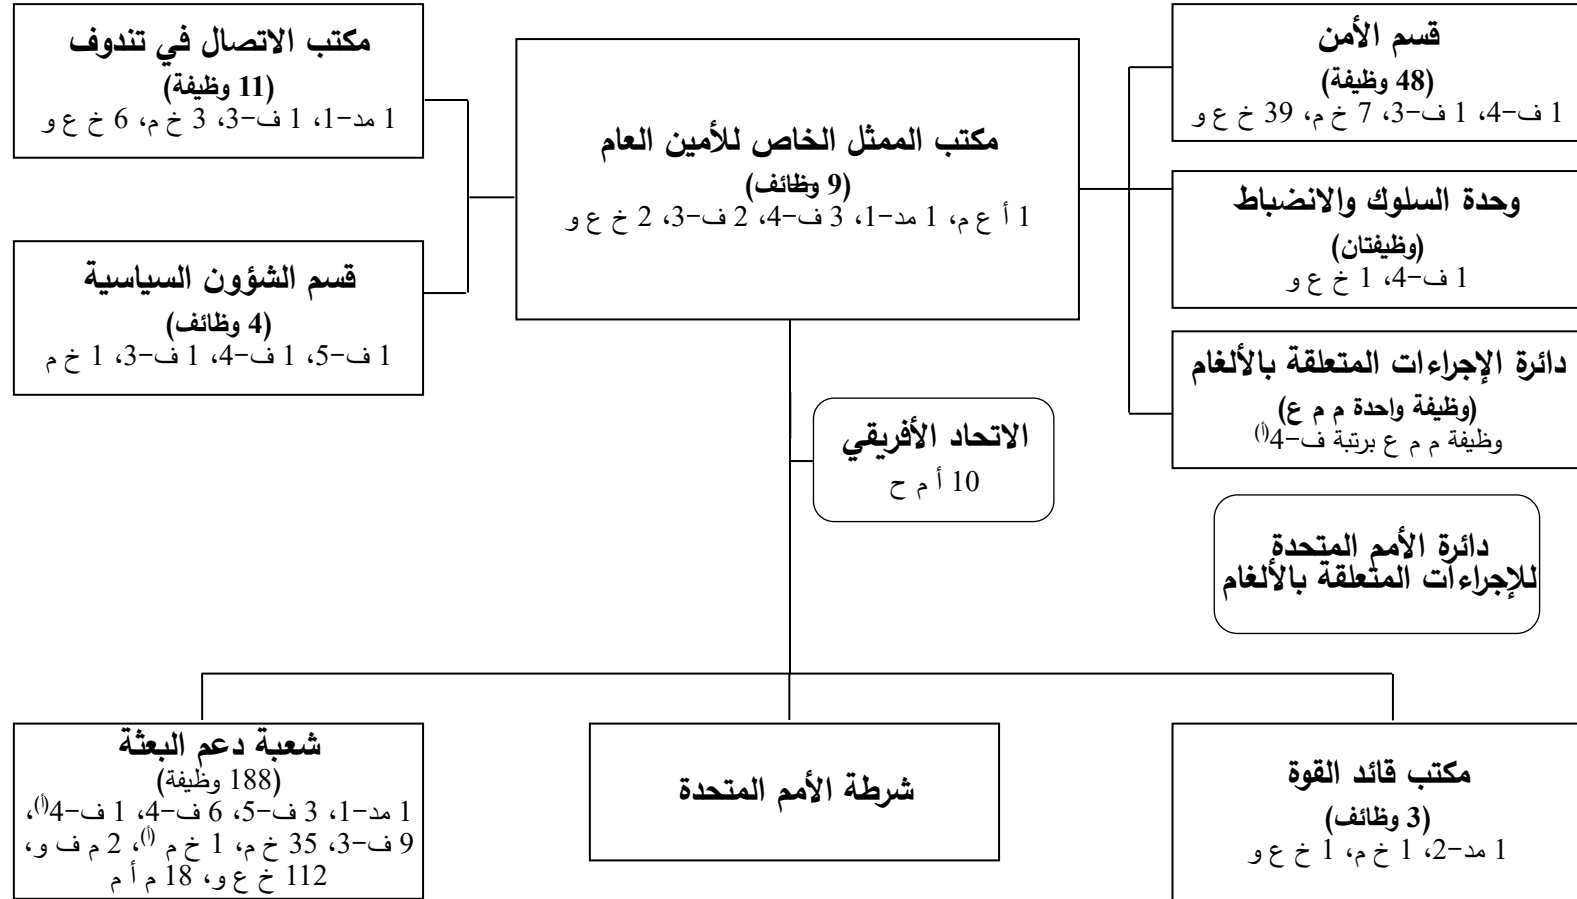 قسم الأمن
(48 وظيفة)
1 ف-4، 1 ف-3، 7 خ م، 39 خ ع و
مكتب الممثل الخاص للأمين العام
(9 وظائف)
1 أ ع م، 1 مد-1، 3 ف-4، 2 ف-3، 2 خ ع و
مكتب الاتصال في تندوف
(11 وظيفة)
1 مد-1، 1 ف-3، 3 خ م، 6 خ ع و
وحدة السلوك والانضباط
(وظيفتان)
1 ف-4، 1 خ ع و
قسم الشؤون السياسية
(4 وظائف)
1 ف-5، 1 ف-4، 1 ف-3، 1 خ م
دائرة الإجراءات المتعلقة بالألغام
(وظيفة واحدة م م ع)
وظيفة م م ع برتبة ف-4(أ)
الاتحاد الأفريقي
10 أ م ح
دائرة الأمم المتحدة
للإجراءات المتعلقة بالألغام
مكتب قائد القوة
(3 وظائف)
1 مد-2، 1 خ م، 1 خ ع و
شرطة الأمم المتحدة
شعبة دعم البعثة
(188 وظيفة)
1 مد-1، 3 ف-5، 6 ف-4، 1 ف-4(أ)،
9 ف-3، 35 خ م، 1 خ م (أ)، 2 م ف و،
112 خ ع و، 18 م أ م